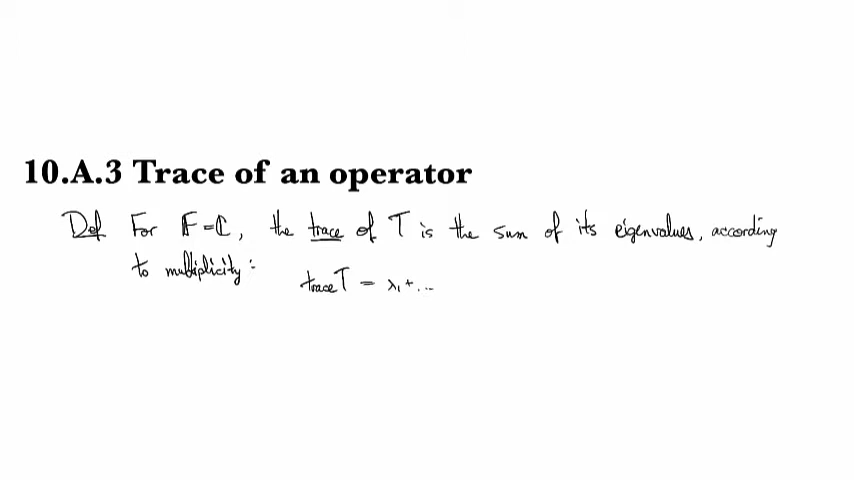 10.A.3 Trace of an operator
Def For 𝔽=ℂ, the trace of T is the sum of its eigenvalues, according
to multiplicity:
trace T = λ₁+...